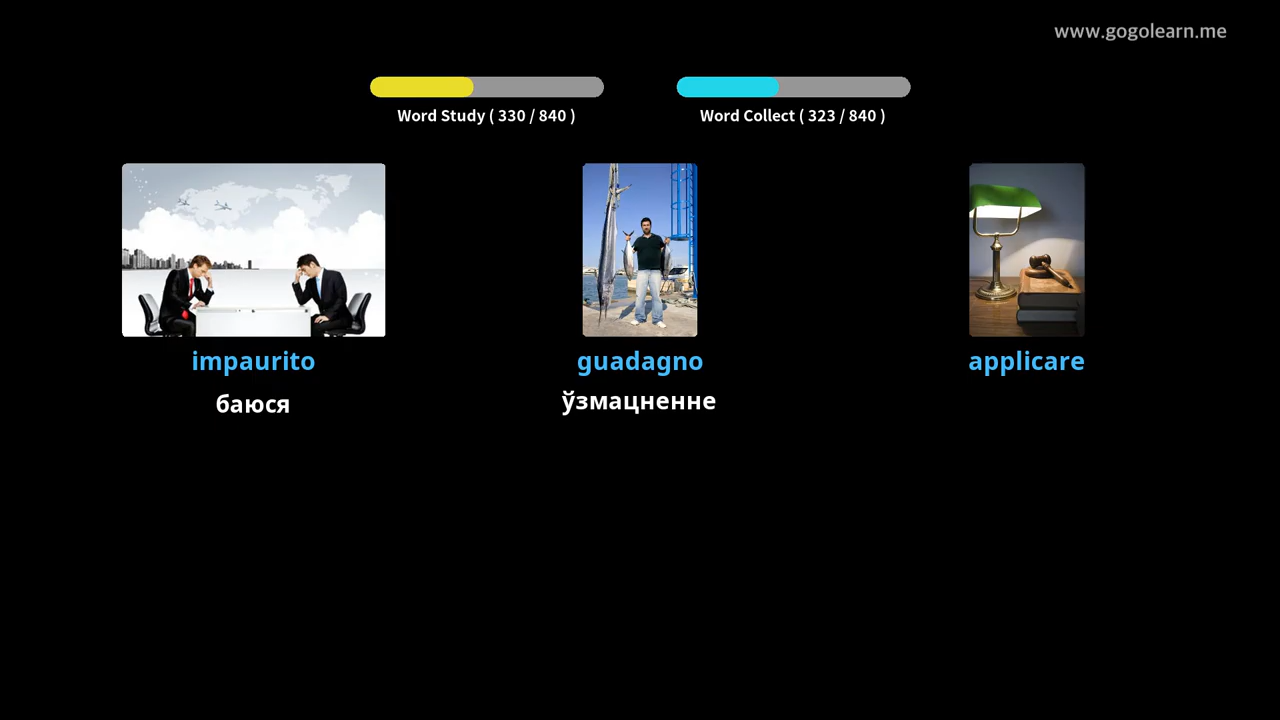 www.gogolearn.me
Word Study ( 330 / 840 )
Word Collect ( 323 / 840 )
impaurito
guadagno
applicare
баюся
ўзмацненне